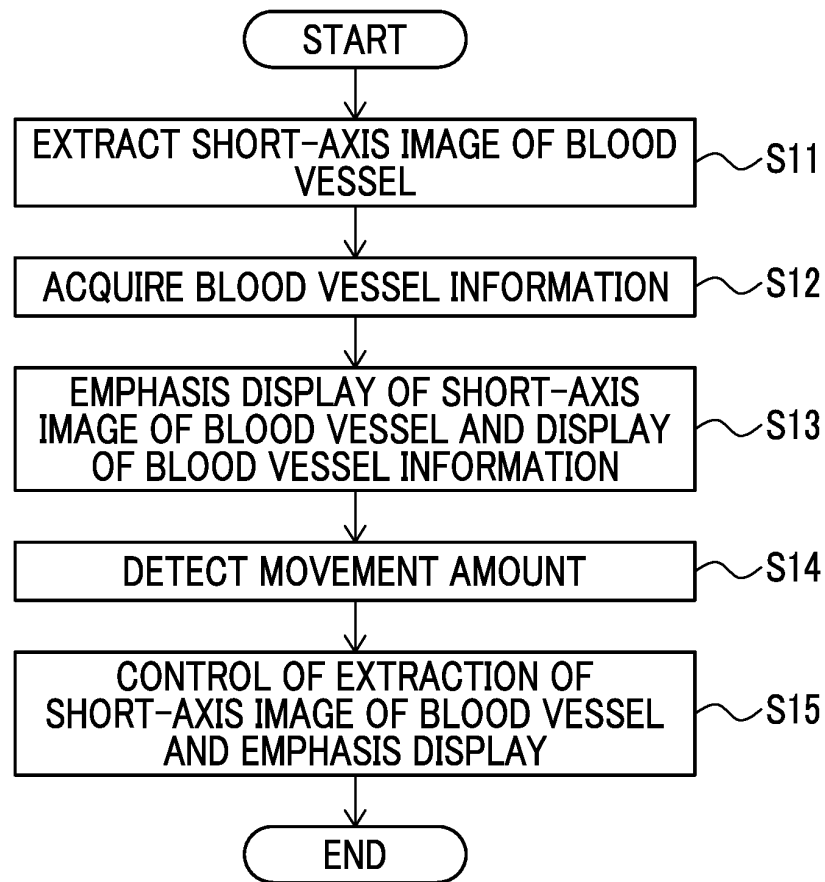 START
EXTRACT SHORT-AXIS IMAGE OF BLOOD
VESSEL
S11
ACQUIRE BLOOD VESSEL INFORMATION
S12
EMPHASIS DISPLAY OF SHORT-AXIS
IMAGE OF BLOOD VESSEL AND DISPLAY
OF BLOOD VESSEL INFORMATION
S13
DETECT MOVEMENT AMOUNT
S14
CONTROL OF EXTRACTION OF
SHORT-AXIS IMAGE OF BLOOD VESSEL
AND EMPHASIS DISPLAY
S15
END